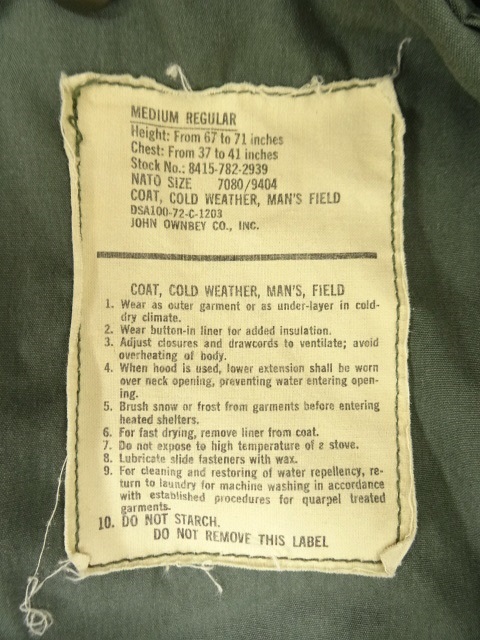 MEDIUM REGULAR
Height: From 67 to 71 inches
Chest: From 37 to 41 inches
Stock No.: 8415-782-2939
NATO SIZE 7080/9404
COAT, COLD WEATHER, MAN'S FIELD
DSA100-72-C-1203
JOHN OWNBEY CO., INC.
COAT, COLD WEATHER, MAN'S, FIELD
1. Wear as outer garment or as under-layer in cold-
dry climate.
2. Wear button-in liner for added insulation.
3. Adjust closures and drawcords to ventilate; avoid
overheating of body.
4. When hood is used, lower extension shall be worn
over neck opening, preventing water entering open-
ing.
5. Brush snow or frost from garments before entering
heated shelters.
6. For fast drying, remove liner from coat.
7. Do not expose to high temperature of a stove.
8. Lubricate slide fasteners with wax.
9. For cleaning and restoring of water repellency, re-
turn to laundry for machine washing in accordance
with established procedures for quarpel treated
garments.
10. DO NOT STARCH.
DO NOT REMOVE THIS LABEL